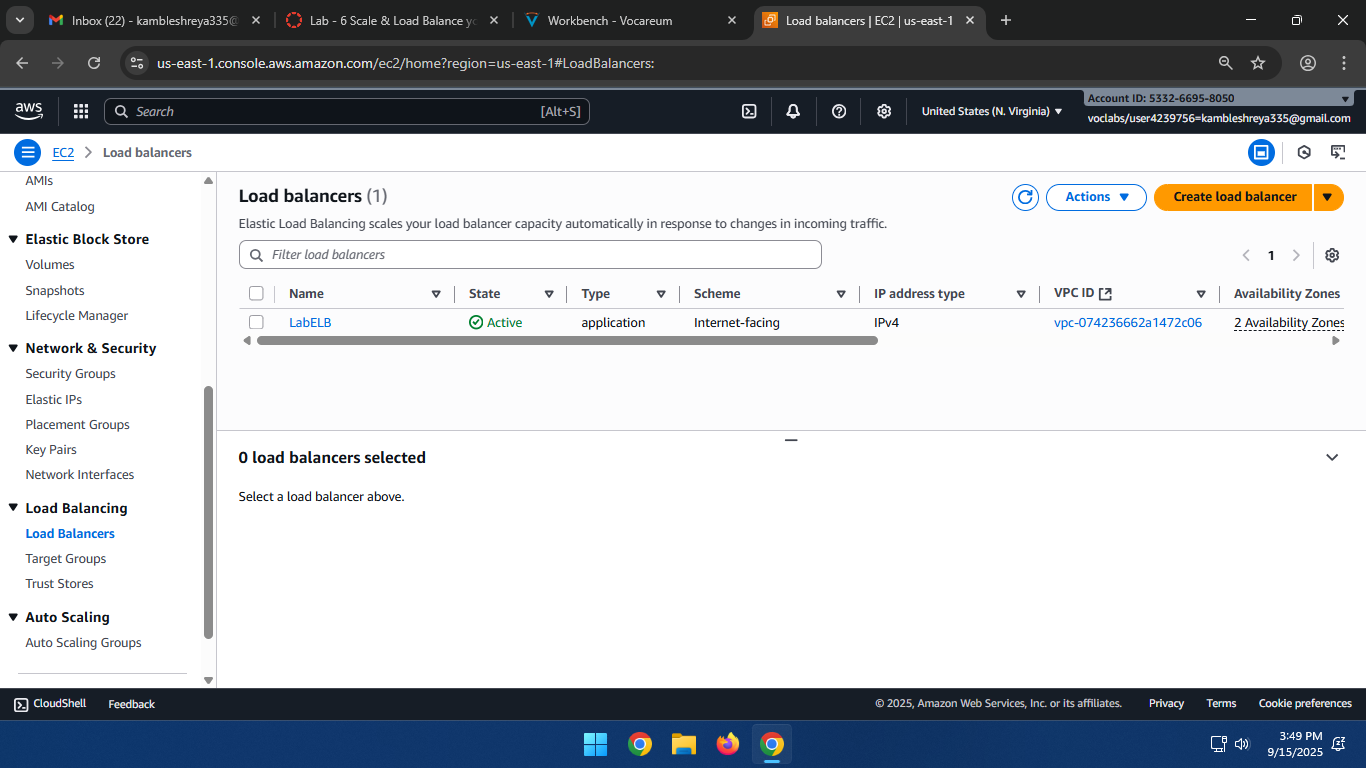 Inbox (22) - kambleshreya335@
Lab - 6 Scale & Load Balance yo
Workbench - Vocareum
Load balancers | EC2 | us-east-1
us-east-1.console.aws.amazon.com/ec2/home?region=us-east-1#LoadBalancers:
aws
Search
[Alt+S]
United States (N. Virginia)
Account ID: 5332-6695-8050
voclabs/user4239756=kambleshreya335@gmail.com
EC2
Load balancers
AMIs
AMI Catalog
Elastic Block Store
Volumes
Snapshots
Lifecycle Manager
Network & Security
Security Groups
Elastic IPs
Placement Groups
Key Pairs
Network Interfaces
Load Balancing
Load Balancers
Target Groups
Trust Stores
Auto Scaling
Auto Scaling Groups
Load balancers (1)
Actions
Create load balancer
Elastic Load Balancing scales your load balancer capacity automatically in response to changes in incoming traffic.
Filter load balancers
1
Name State Type Scheme IP address type VPC ID Availability Zones
LabELB Active application Internet-facing IPv4 vpc-074236662a1472c06 2 Availability Zones
0 load balancers selected
Select a load balancer above.
CloudShell Feedback
© 2025, Amazon Web Services, Inc. or its affiliates. Privacy Terms Cookie preferences
3:49 PM
9/15/2025